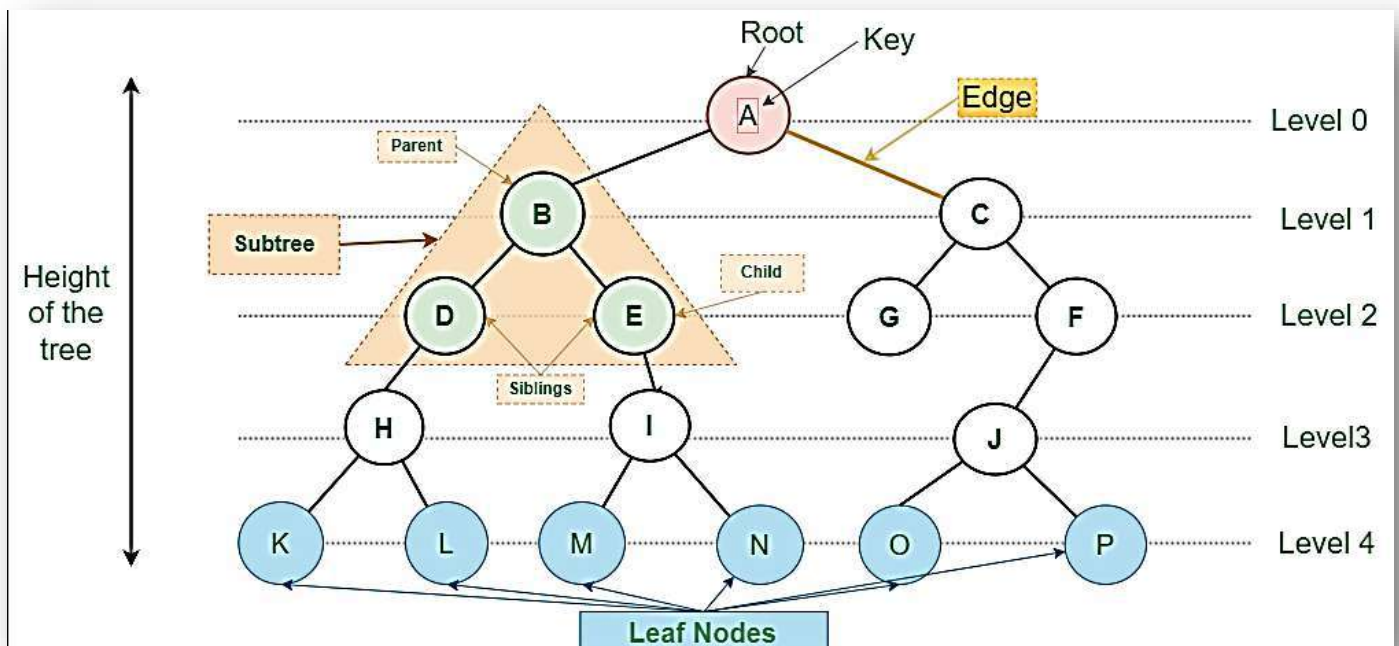 Root
Key
A
Edge
Level 0
Parent
B
C
Level 1
Subtree
Height
of the
tree
D
E
Child
G
F
Level 2
Siblings
H
I
J
Level3
K
L
M
N
O
P
Level 4
Leaf Nodes